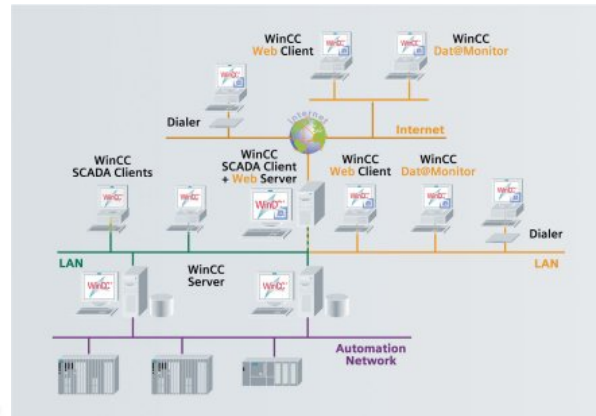 WinCC
Web Client
WinCC
Dat@Monitor
Dialer
Internet
Internet
WinCC
SCADA Clients
WinCC
SCADA Client
+ Web Server
WinCC
Web Client
WinCC
Dat@Monitor
Dialer
LAN
WinCC
Server
LAN
Automation
Network